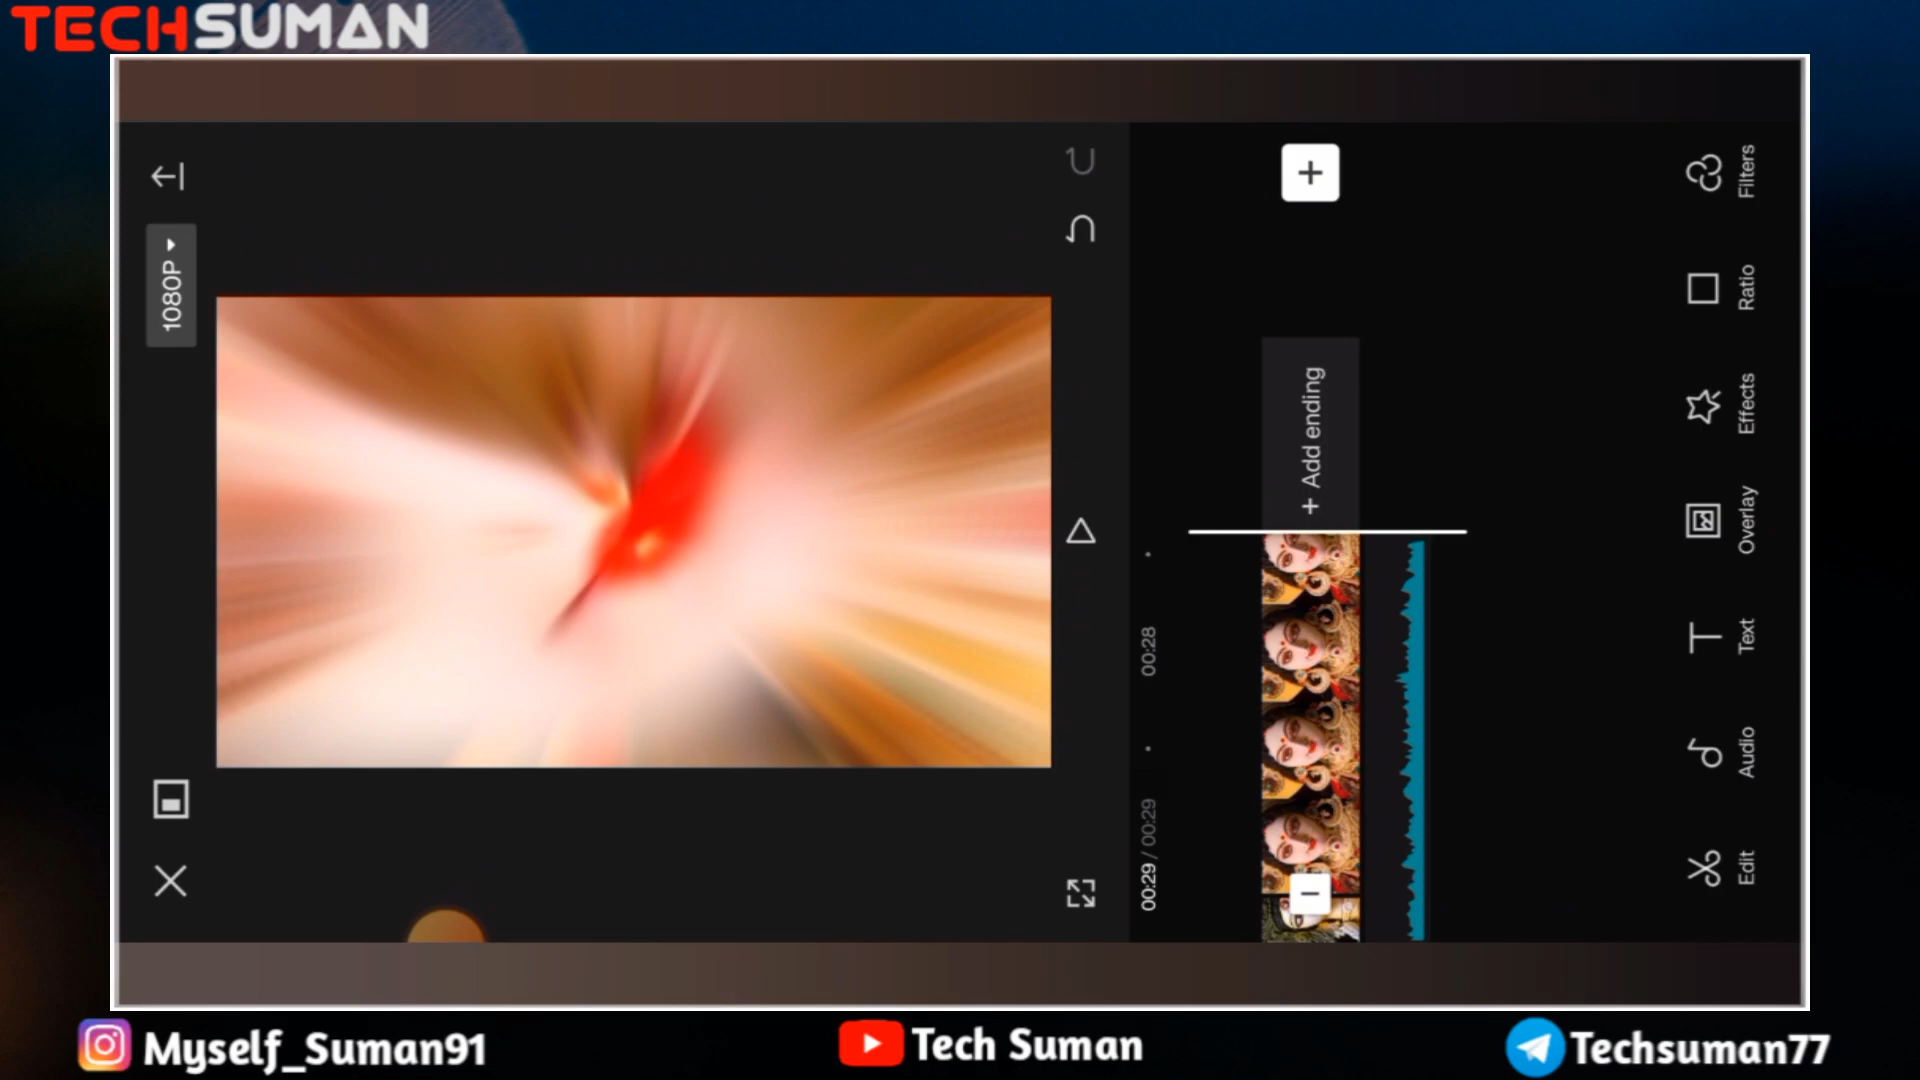 TECHSUMAN
1080P
+ Add ending
00:29 / 00:29
00:28
Edit
Audio
Text
Overlay
Effects
Ratio
Filters
Myself_Suman91
Tech Suman
Techsuman77